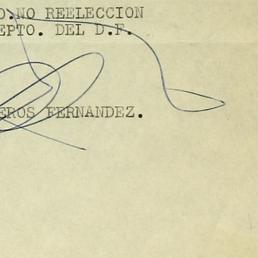 O.NO REELECCION
EPTO. DEL D.F.
EROS FERNANDEZ.